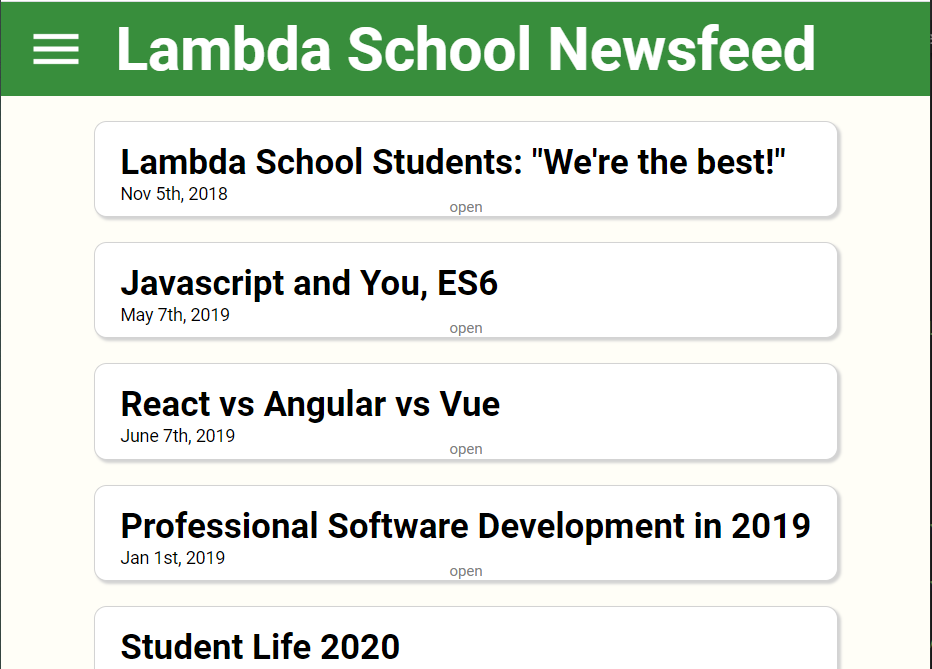 Lambda School Newsfeed
Lambda School Students: "We're the best!"
Nov 5th, 2018
open
Javascript and You, ES6
May 7th, 2019
open
React vs Angular vs Vue
June 7th, 2019
open
Professional Software Development in 2019
Jan 1st, 2019
open
Student Life 2020